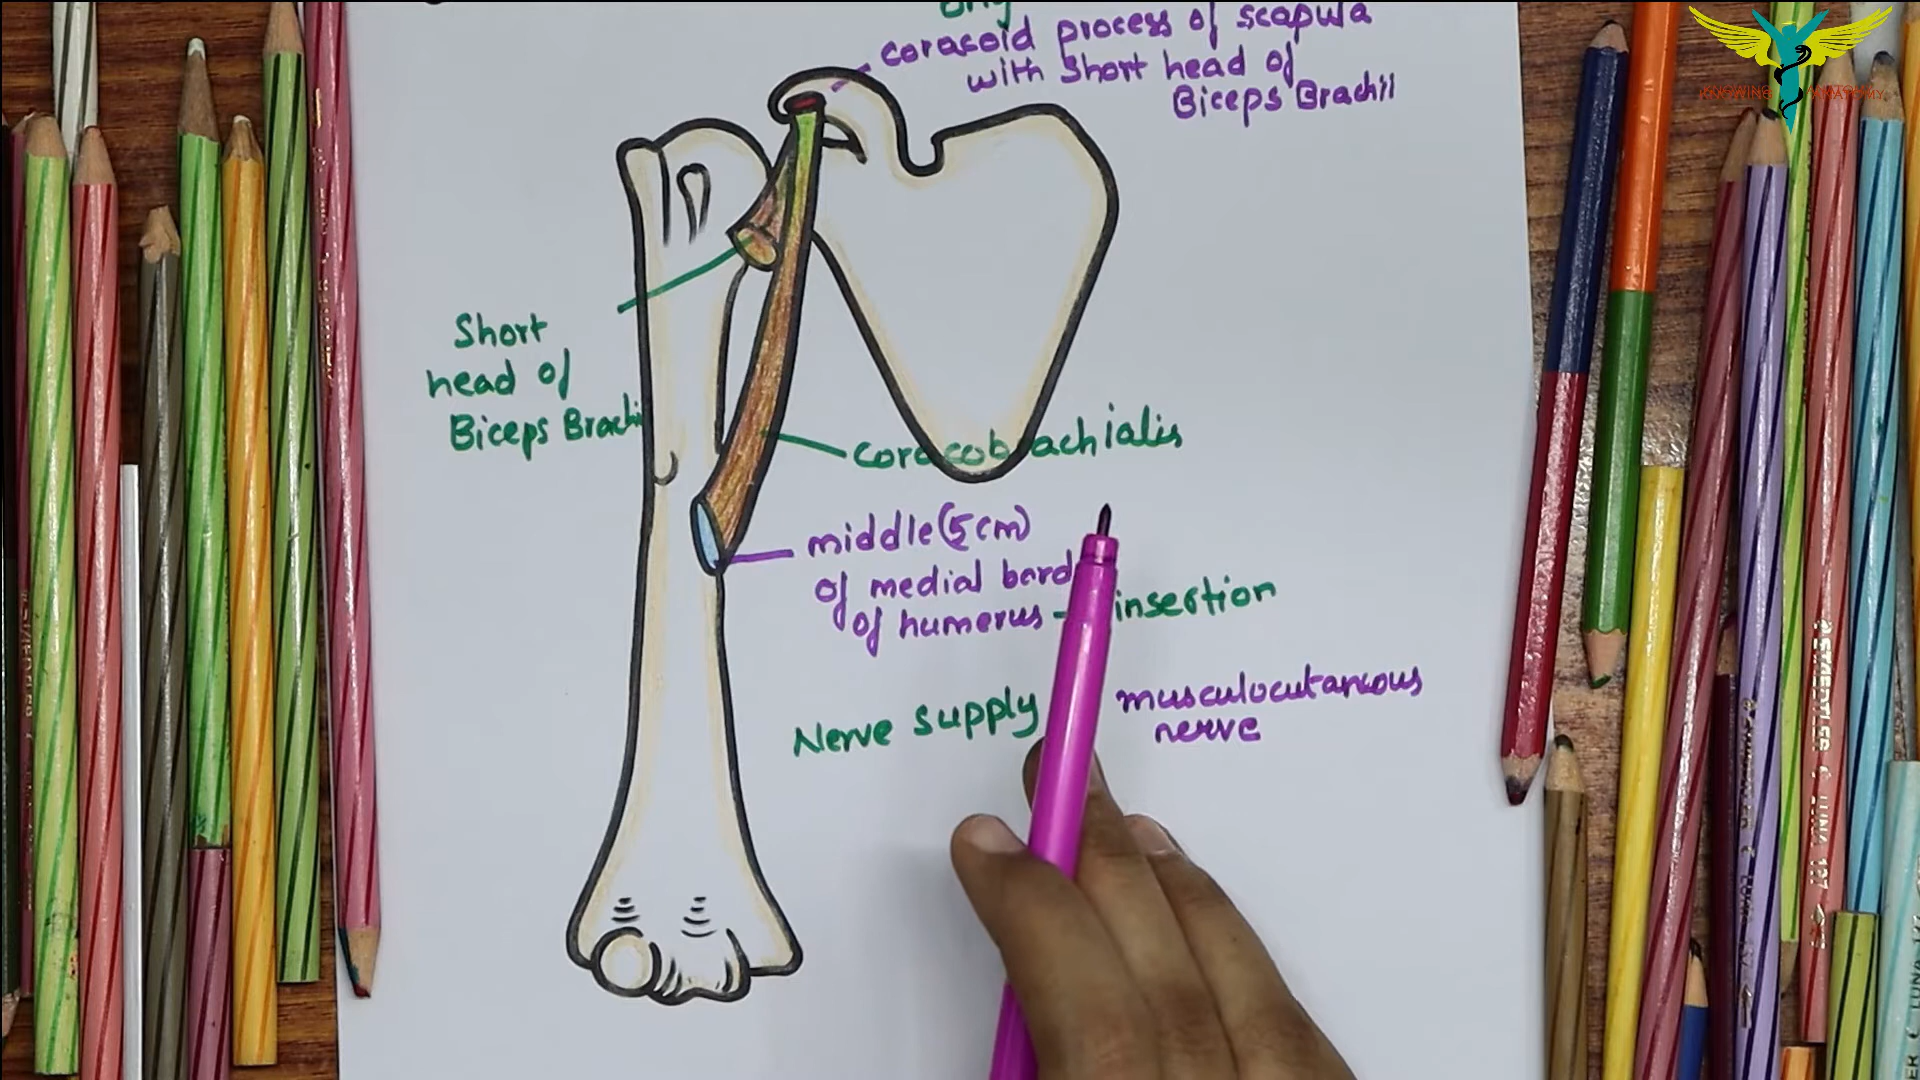 coracoid process of scapula
with short head of
Biceps Brachii
Short
head of
Biceps Brachi
coracobrachialis
middle (5cm)
of medial bord
of humerus - insertion
Nerve supply musculocutaneous
nerve